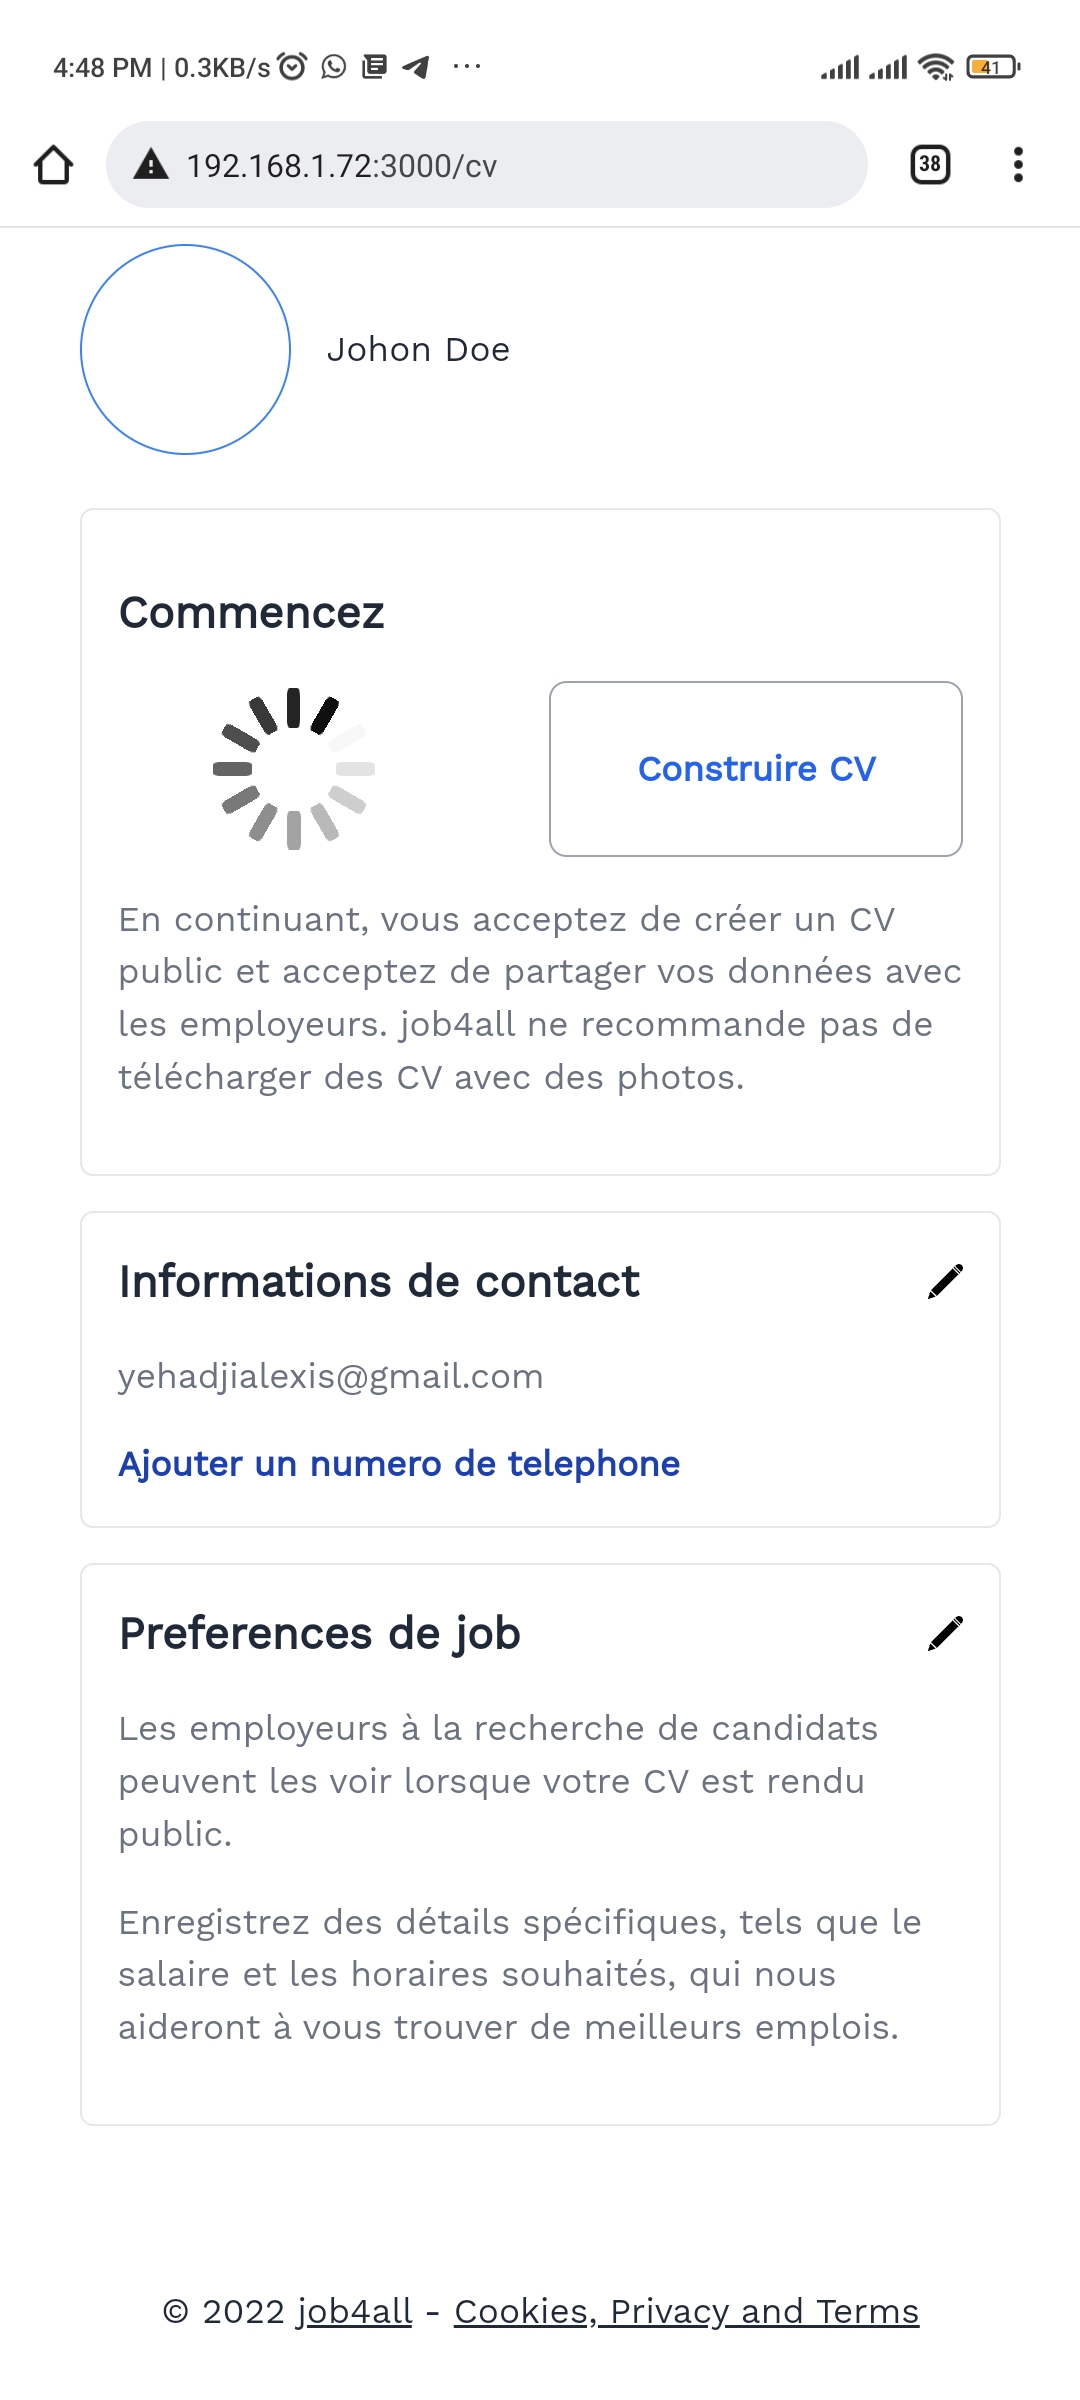 4:48 PM | 0.3KB/s ...
41
192.168.1.72:3000/cv
38
Johon Doe
Commencez
Construire CV
En continuant, vous acceptez de créer un CV
public et acceptez de partager vos données avec
les employeurs. job4all ne recommande pas de
télécharger des CV avec des photos.
Informations de contact
yehadjialexis@gmail.com
Ajouter un numero de telephone
Preferences de job
Les employeurs à la recherche de candidats
peuvent les voir lorsque votre CV est rendu
public.
Enregistrez des détails spécifiques, tels que le
salaire et les horaires souhaités, qui nous
aideront à vous trouver de meilleurs emplois.
© 2022 job4all - Cookies, Privacy and Terms